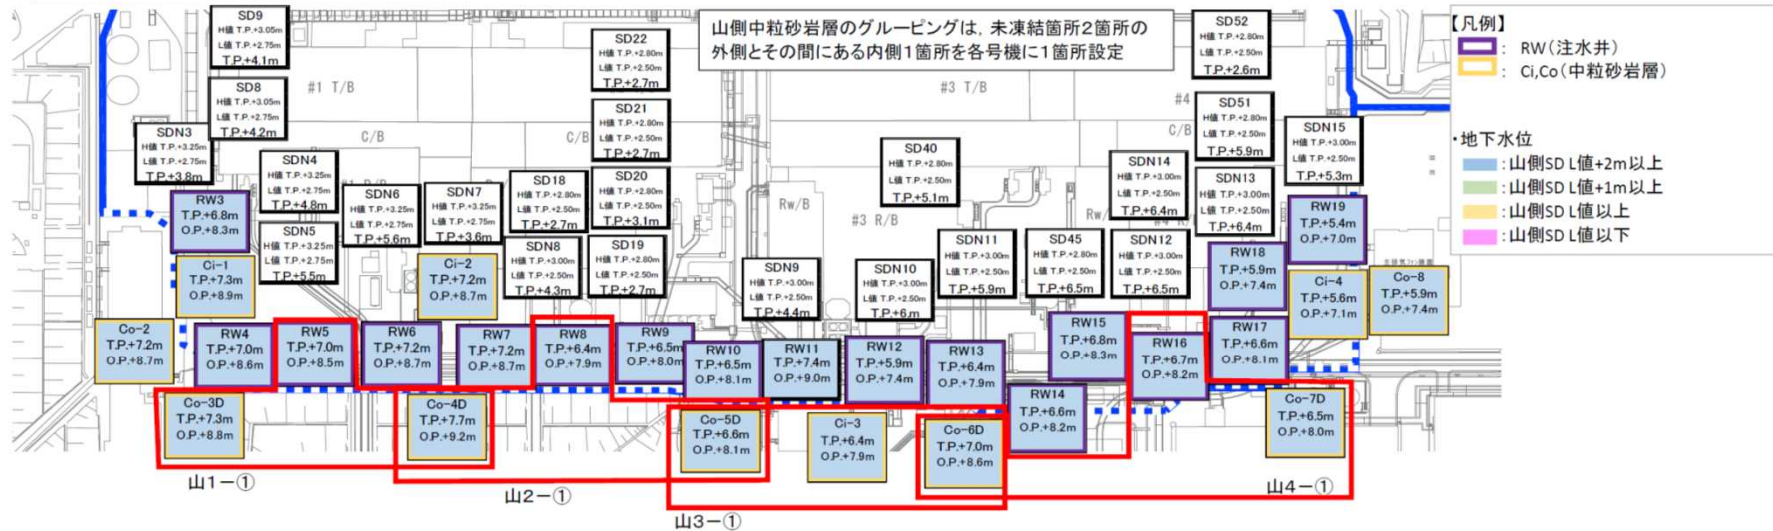 山側中粒砂岩層のグルーピングは，未凍結箇所2箇所の
外側とその間にある内側1箇所を各号機に1箇所設定
【凡例】
： RW（注水井）
： Ci,Co（中粒砂岩層）
・地下水位
：山側SD L値+2m以上
：山側SD L値+1m以上
：山側SD L値以上
：山側SD L値以下
SD9
H値 T.P.+3.05m
L値 T.P.+2.75m
T.P.+4.1m
SD8
H値 T.P.+3.05m
L値 T.P.+2.75m
T.P.+4.2m
SDN3
H値 T.P.+3.25m
L値 T.P.+2.75m
T.P.+3.8m
SDN4
H値 T.P.+3.25m
L値 T.P.+2.75m
T.P.+4.8m
SDN5
H値 T.P.+3.25m
L値 T.P.+2.75m
T.P.+5.5m
SDN6
H値 T.P.+3.25m
L値 T.P.+2.75m
T.P.+5.6m
SDN7
H値 T.P.+3.25m
L値 T.P.+2.75m
T.P.+3.6m
SD18
H値 T.P.+2.80m
L値 T.P.+2.50m
T.P.+2.7m
SDN8
H値 T.P.+3.00m
L値 T.P.+2.50m
T.P.+4.3m
SD22
H値 T.P.+2.80m
L値 T.P.+2.50m
T.P.+2.7m
SD21
H値 T.P.+2.80m
L値 T.P.+2.50m
T.P.+2.7m
SD20
H値 T.P.+2.80m
L値 T.P.+2.50m
T.P.+3.1m
SD19
H値 T.P.+2.80m
L値 T.P.+2.50m
T.P.+2.7m
SDN9
H値 T.P.+3.00m
L値 T.P.+2.50m
T.P.+4.4m
SD40
H値 T.P.+2.80m
L値 T.P.+2.50m
T.P.+5.1m
SDN10
H値 T.P.+3.00m
L値 T.P.+2.50m
T.P.+6.m
SDN11
H値 T.P.+3.00m
L値 T.P.+2.50m
T.P.+5.9m
SD45
H値 T.P.+2.80m
L値 T.P.+2.50m
T.P.+6.5m
SDN12
H値 T.P.+3.00m
L値 T.P.+2.50m
T.P.+6.5m
SDN14
H値 T.P.+3.00m
L値 T.P.+2.50m
T.P.+6.4m
SD52
H値 T.P.+2.80m
L値 T.P.+2.50m
T.P.+2.6m
SD51
H値 T.P.+2.80m
L値 T.P.+2.50m
T.P.+5.9m
SDN13
H値 T.P.+3.00m
L値 T.P.+2.50m
T.P.+6.4m
SDN15
H値 T.P.+3.00m
L値 T.P.+2.50m
T.P.+5.3m
#1 T/B
C/B
C/B
#3 T/B
#4
C/B
Rw/B
#3 R/B
RW3
T.P.+6.8m
O.P.+8.3m
Ci-1
T.P.+7.3m
O.P.+8.9m
Co-2
T.P.+7.2m
O.P.+8.7m
RW4
T.P.+7.0m
O.P.+8.6m
RW5
T.P.+7.0m
O.P.+8.5m
RW6
T.P.+7.2m
O.P.+8.7m
Ci-2
T.P.+7.2m
O.P.+8.7m
RW7
T.P.+7.2m
O.P.+8.7m
RW8
T.P.+6.4m
O.P.+7.9m
RW9
T.P.+6.5m
O.P.+8.0m
RW10
T.P.+6.5m
O.P.+8.1m
RW11
T.P.+7.4m
O.P.+9.0m
RW12
T.P.+5.9m
O.P.+7.4m
RW13
T.P.+6.4m
O.P.+7.9m
RW14
T.P.+6.6m
O.P.+8.2m
RW15
T.P.+6.8m
O.P.+8.3m
RW16
T.P.+6.7m
O.P.+8.2m
RW17
T.P.+6.6m
O.P.+8.1m
RW18
T.P.+5.9m
O.P.+7.4m
RW19
T.P.+5.4m
O.P.+7.0m
Ci-4
T.P.+5.6m
O.P.+7.1m
Co-8
T.P.+5.9m
O.P.+7.4m
Co-3D
T.P.+7.3m
O.P.+8.8m
Co-4D
T.P.+7.7m
O.P.+9.2m
Co-5D
T.P.+6.6m
O.P.+8.1m
Ci-3
T.P.+6.4m
O.P.+7.9m
Co-6D
T.P.+7.0m
O.P.+8.6m
Co-7D
T.P.+6.5m
O.P.+8.0m
山1－①
山2－①
山3－①
山4－①